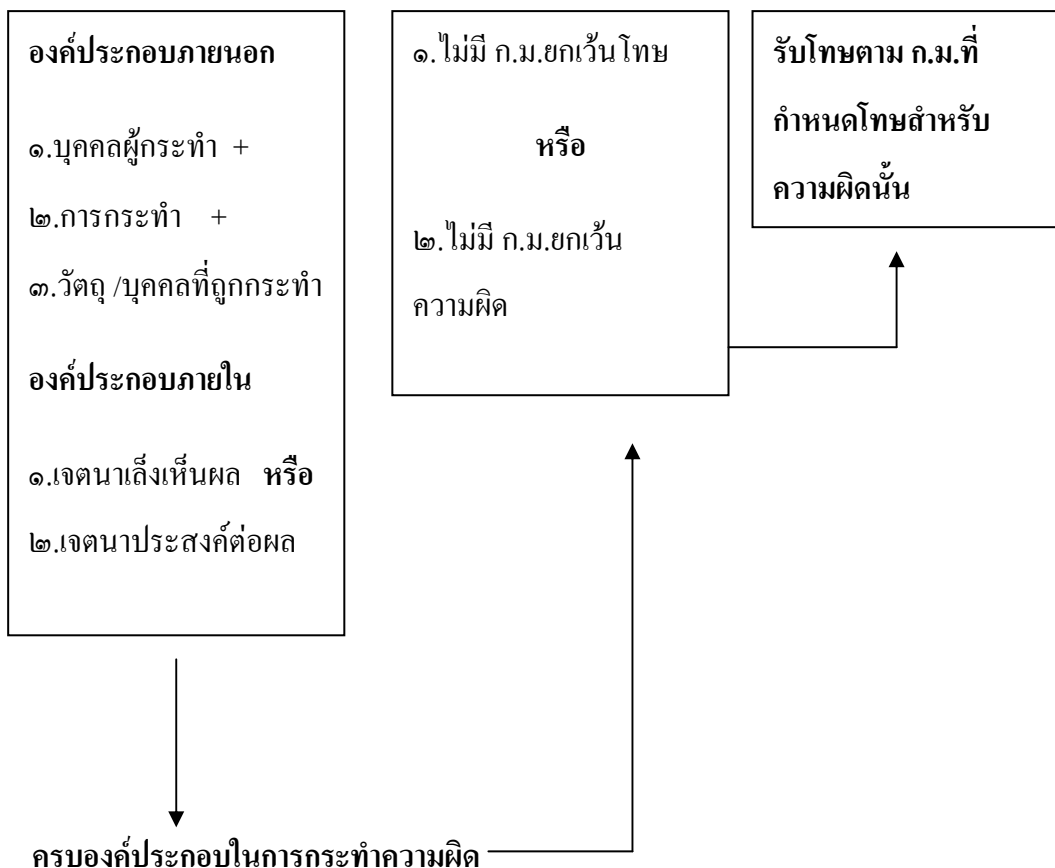 องค์ประกอบภายนอก
๑.บุคคลผู้กระทำ +
๒.การกระทำ +
๓.วัตถุ /บุคคลที่ถูกกระทำ
องค์ประกอบภายใน
๑.เจตนาเล็งเห็นผล หรือ
๒.เจตนาประสงค์ต่อผล
๑.ไม่มี ก.ม.ยกเว้นโทษ
หรือ
๒.ไม่มี ก.ม.ยกเว้น
ความผิด
รับโทษตาม ก.ม.ที่
กำหนดโทษสำหรับ
ความผิดนั้น
ครบองค์ประกอบในการกระทำความผิด